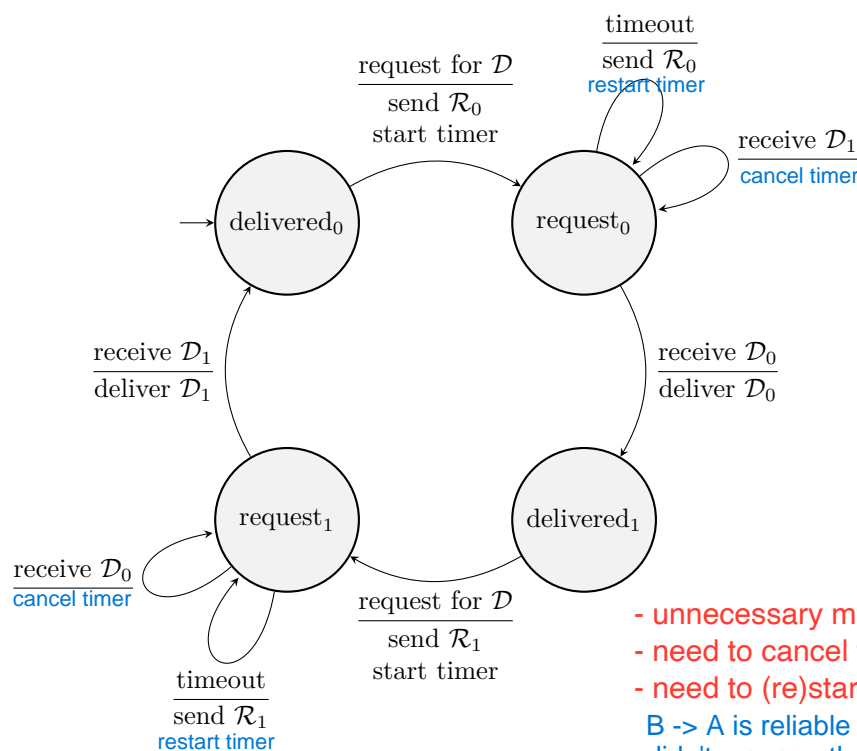 timeout
send ℛ₀
restart timer
request for 𝒟
send ℛ₀
start timer
receive 𝒟₁
cancel timer
delivered₀
request₀
receive 𝒟₁
deliver 𝒟₁
receive 𝒟₀
deliver 𝒟₀
request₁
delivered₁
receive 𝒟₀
cancel timer
request for 𝒟
send ℛ₁
start timer
timeout
send ℛ₁
restart timer
- unnecessary
- need to cancel
- need to (re)star
B -> A is reliable
didn't